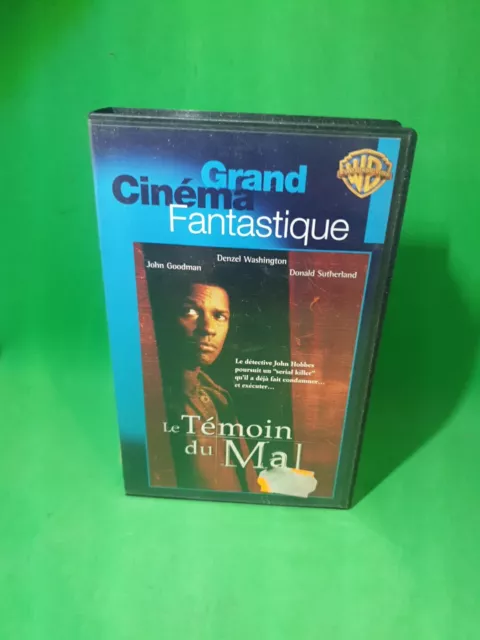 Grand
Cinéma
Fantastique
WB
Denzel Washington
John Goodman
Donald Sutherland
Le détective John Hobbes
poursuit un "serial killer"
qu'il a déjà fait condamner...
et exécuter...
Le Témoin
du Mal